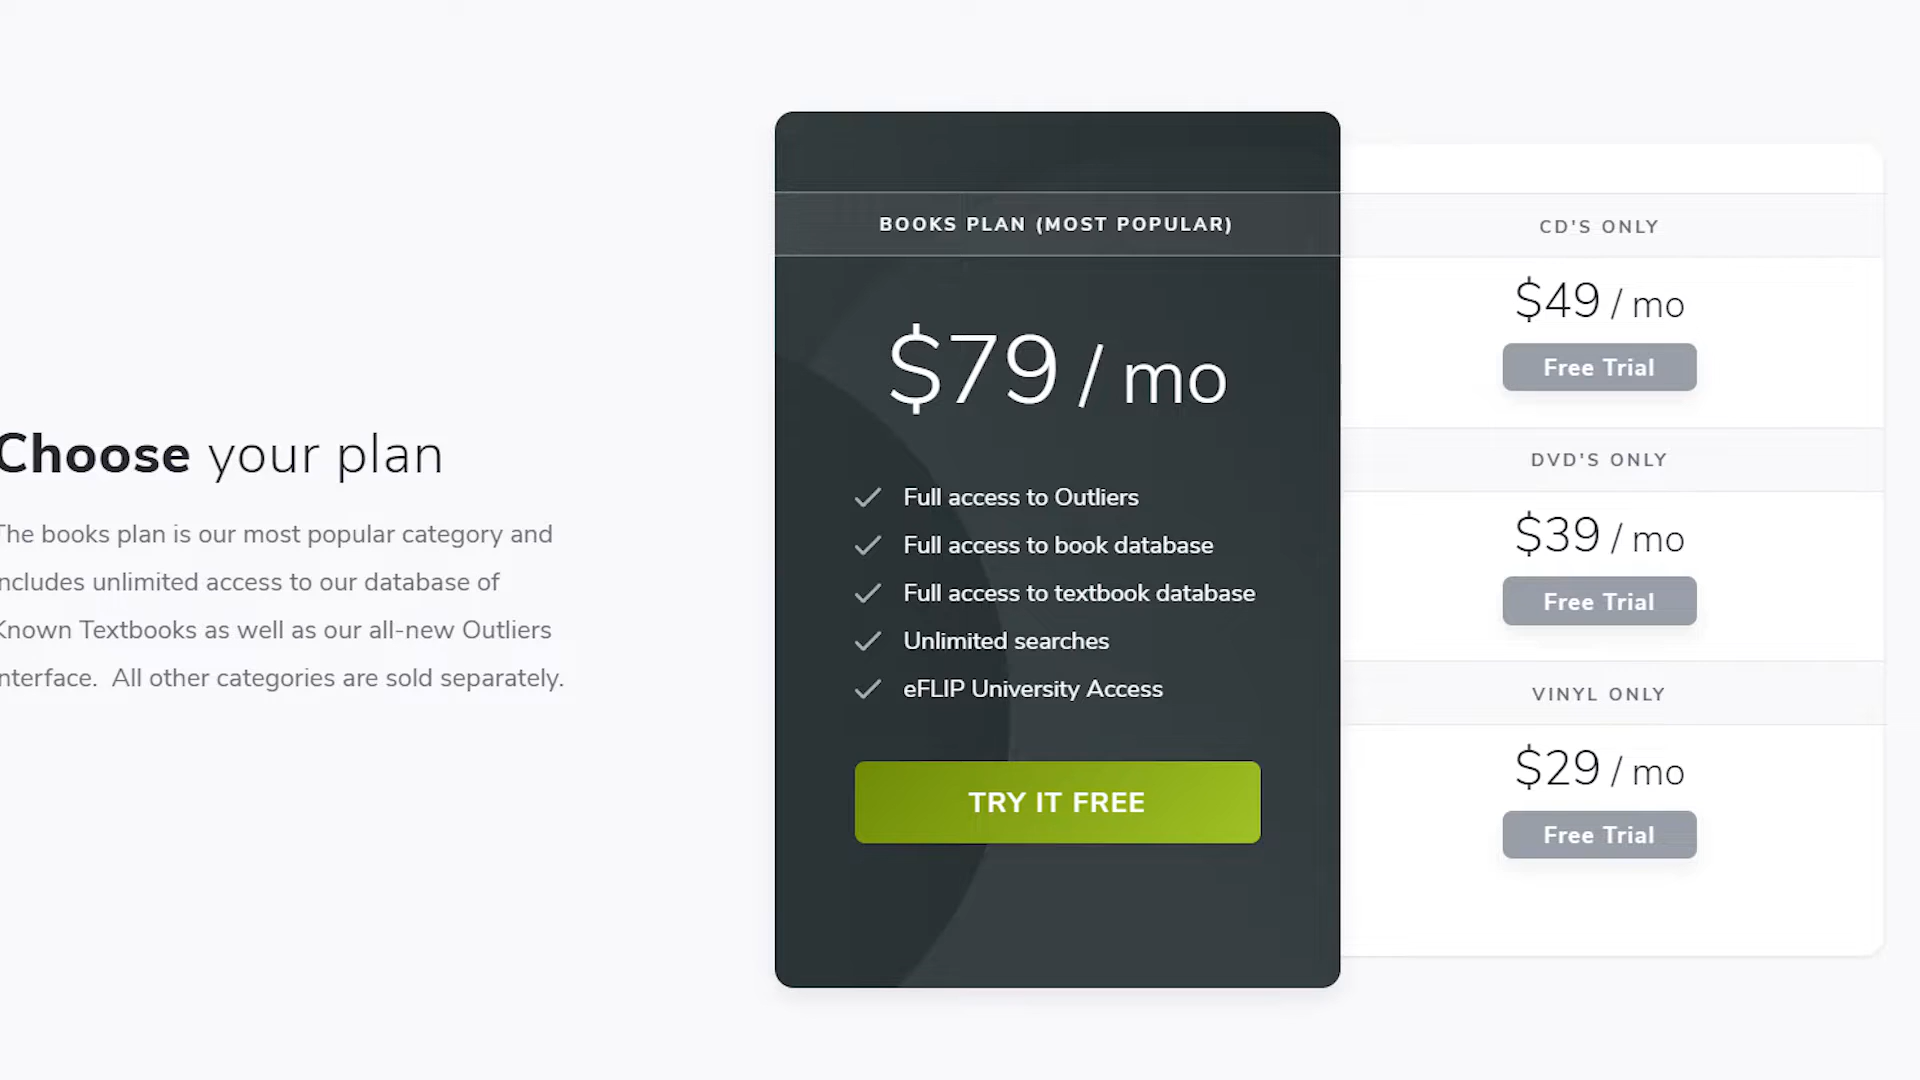 Choose your plan
The books plan is our most popular category and
includes unlimited access to our database of
Known Textbooks as well as our all-new Outliers
interface. All other categories are sold separately.
BOOKS PLAN (MOST POPULAR)
$79 / mo
Full access to Outliers
Full access to book database
Full access to textbook database
Unlimited searches
eFLIP University Access
TRY IT FREE
CD'S ONLY
$49 / mo
Free Trial
DVD'S ONLY
$39 / mo
Free Trial
VINYL ONLY
$29 / mo
Free Trial